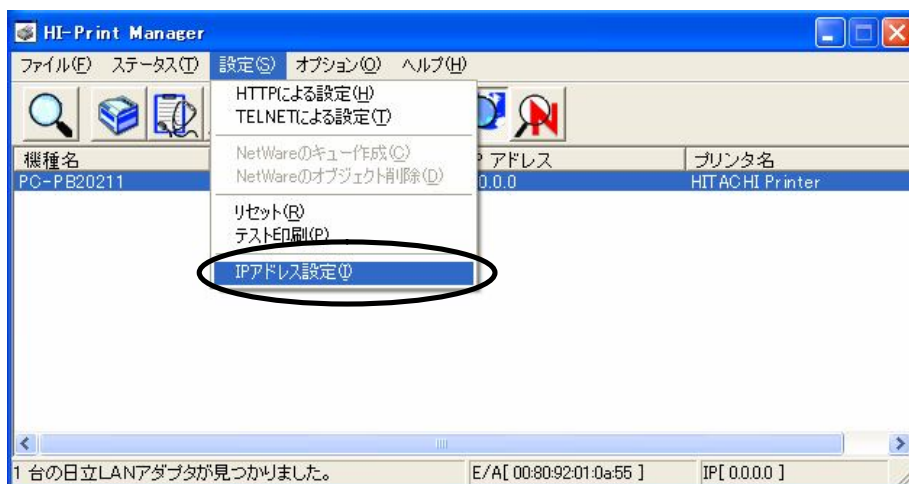 HI-Print Manager
ファイル(F) ステータス(T) 設定(S) オプション(O) ヘルプ(H)
HTTPによる設定(H)
TELNETによる設定(T)
NetWareのキュー作成(C)
NetWareのオブジェクト削除(D)
リセット(R)
テスト印刷(P)
IPアドレス設定(I)
機種名 P アドレス プリンタ名
PC-PB20211 0.0.0 HITACHI Printer
1 台の日立LANアダプタが見つかりました。 E/A[ 00:80:92:01:0a:55 ] IP[ 0.0.0.0 ]